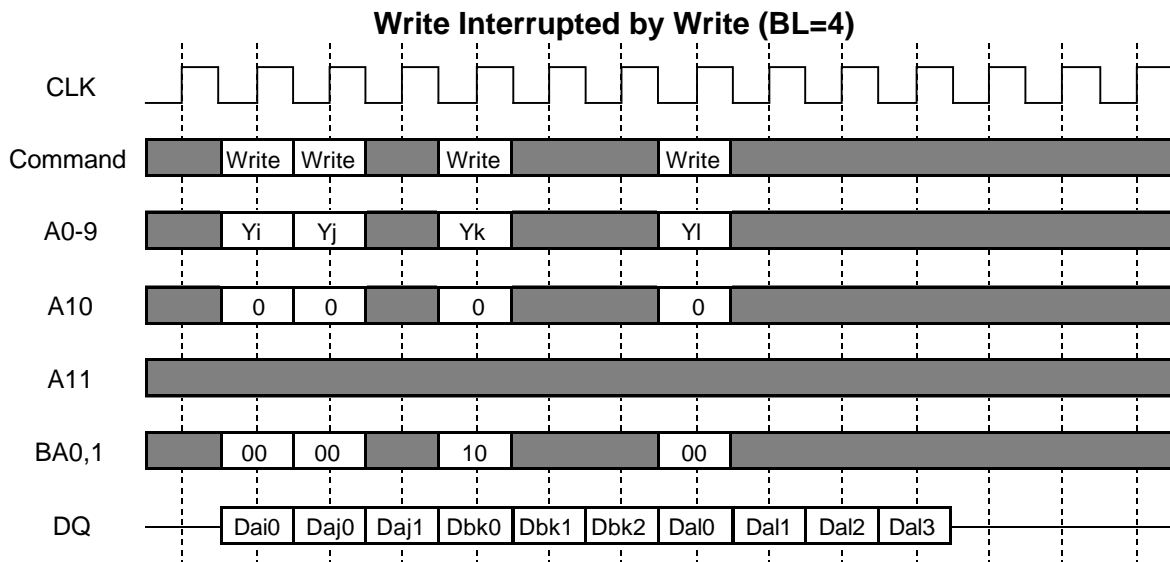 Write Interrupted by Write (BL=4)
CLK
Command Write Write Write Write
A0-9 Yi Yj Yk Yl
A10 0 0 0 0
A11
BA0,1 00 00 10 00
DQ Dai0 Daj0 Daj1 Dbk0 Dbk1 Dbk2 Dal0 Dal1 Dal2 Dal3